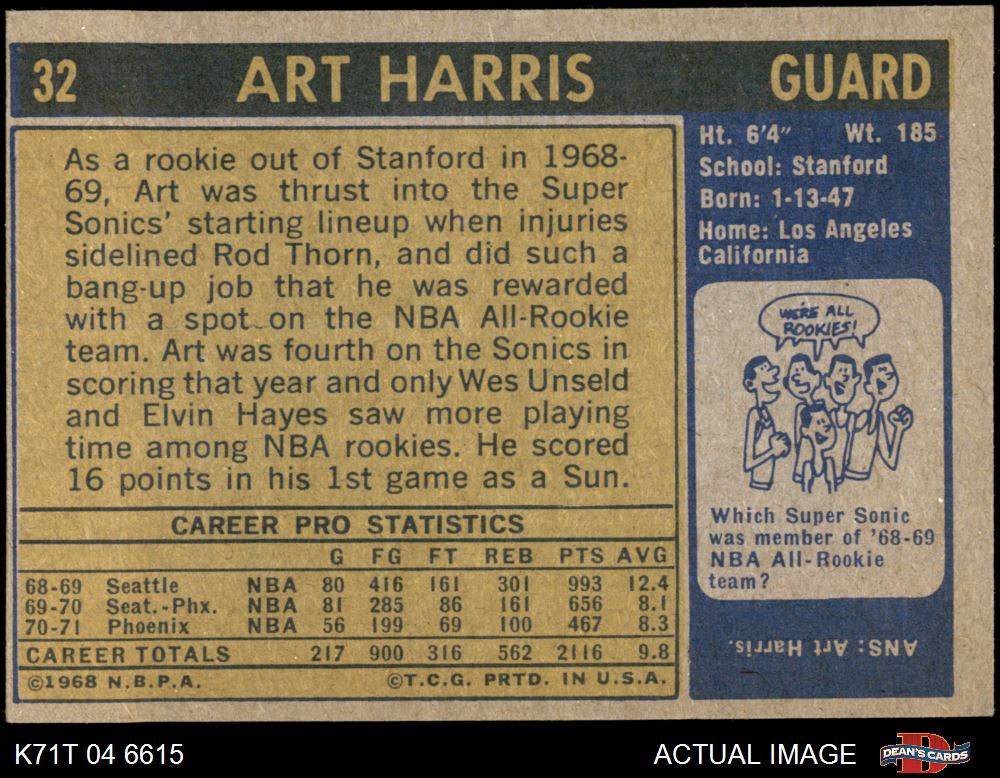 32 ART HARRIS GUARD
As a rookie out of Stanford in 1968-
69, Art was thrust into the Super
Sonics' starting lineup when injuries
sidelined Rod Thorn, and did such a
bang-up job that he was rewarded
with a spot on the NBA All-Rookie
team. Art was fourth on the Sonics in
scoring that year and only Wes Unseld
and Elvin Hayes saw more playing
time among NBA rookies. He scored
16 points in his 1st game as a Sun.
CAREER PRO STATISTICS
G FG FT REB PTS AVG
68-69 Seattle NBA 80 416 161 301 993 12.4
69-70 Seat.-Phx. NBA 81 285 86 161 656 8.1
70-71 Phoenix NBA 56 199 69 100 467 8.3
CAREER TOTALS 217 900 316 562 2116 9.8
©1968 N.B.P.A. ©T.C.G. PRTD. IN U.S.A.
Ht. 6'4" Wt. 185
School: Stanford
Born: 1-13-47
Home: Los Angeles
California
WE'RE ALL
ROOKIES!
Which Super Sonic
was member of '68-69
NBA All-Rookie
team?
ANS: Art Harris.
K71T 04 6615 ACTUAL IMAGE
D
DEAN'S CARDS